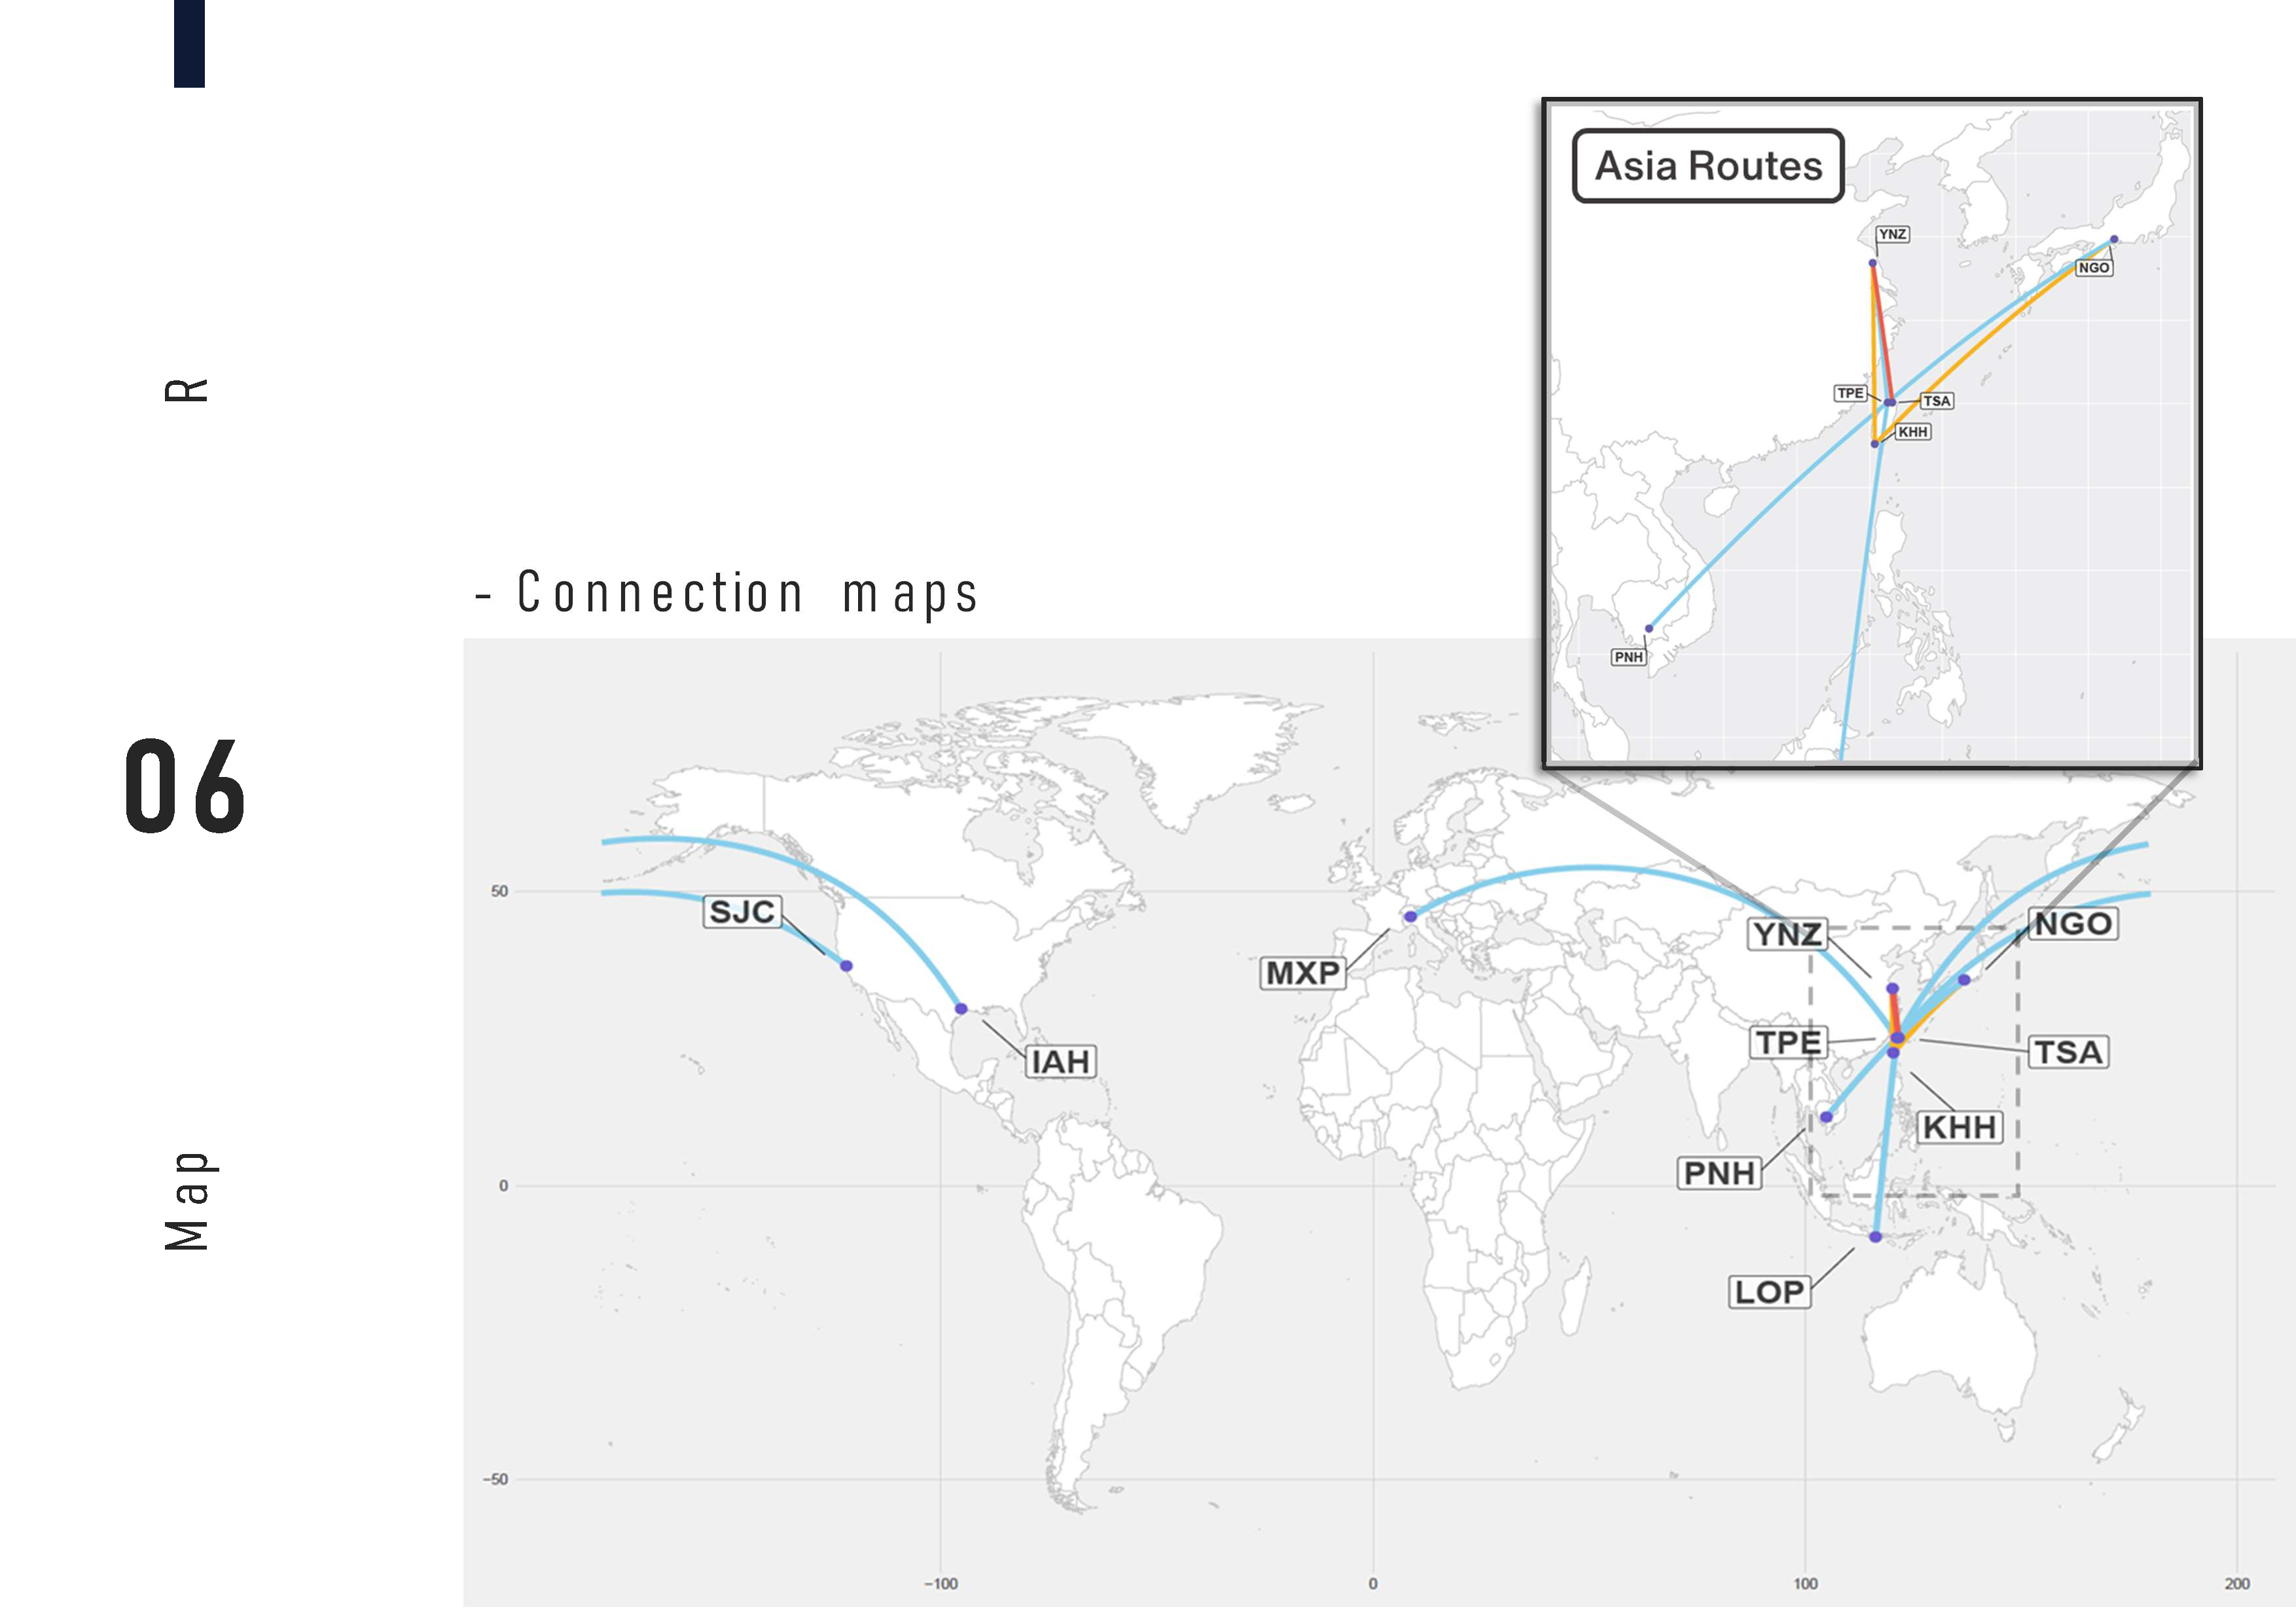 R
06
Map
- Connection maps
Asia Routes
YNZ
NGO
TPE
TSA
KHH
PNH
50
0
-50
SJC
IAH
MXP
YNZ
NGO
TPE
TSA
KHH
PNH
LOP
-100
0
100
200